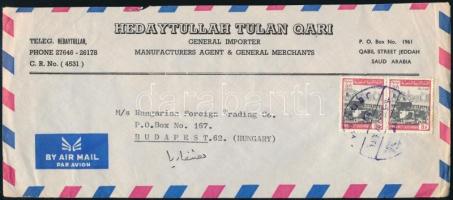 HEDAYTULLAH TULAN QARI
GENERAL IMPORTER
MANUFACTURERS AGENT & GENERAL MERCHANTS
TELEG. HEDAYTULLAH,
PHONE 27646 - 26178
C. R. No. (4531)
P. O. Box No. 1961
QABIL STREET JEDDAH
SAUDI ARABIA
M/s Hungarian Foreign Trading Co.
P.O.Box No. 167.
BUDAPEST.62. (HUNGARY)
BY AIR MAIL
PAR AVION
darabanth